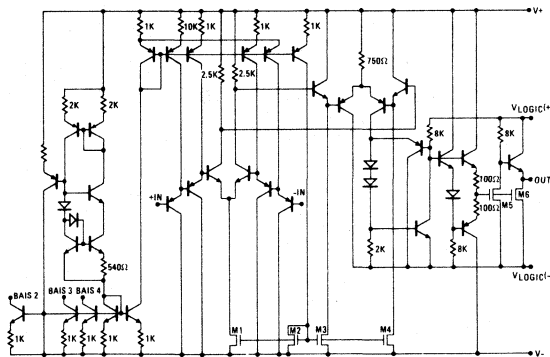 V+
1K 10K 1K 1K 1K
2K 2K 2.5K 2.5K 750Ω
VLOGIC(+
8K 8K
OUT
+IN -IN
100Ω
100Ω
M5 M6
540Ω
2K 8K
VLOGIC(-
BAIS 2 BAIS 3 BAIS 4
M1 M2 M3 M4
1K 1K 1K 1K 1K
V-